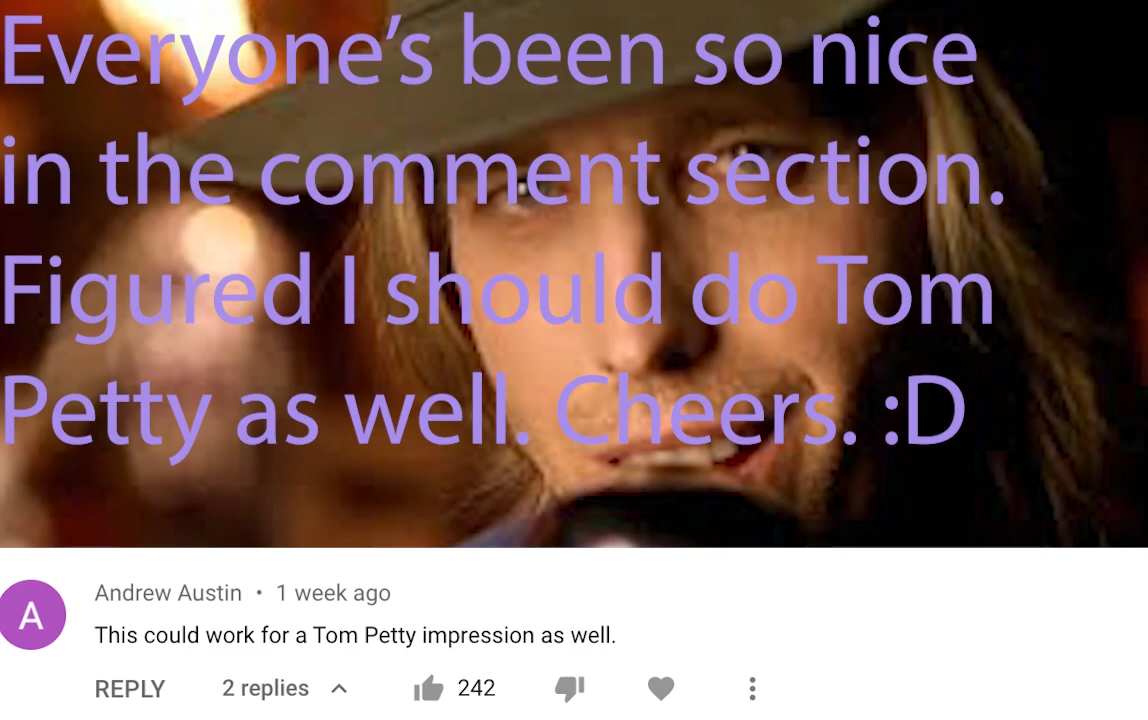 Everyone’s been so nice
in the comment section.
Figured I should do Tom
Petty as well. Cheers. :D
A
Andrew Austin • 1 week ago
This could work for a Tom Petty impression as well.
REPLY 2 replies 242